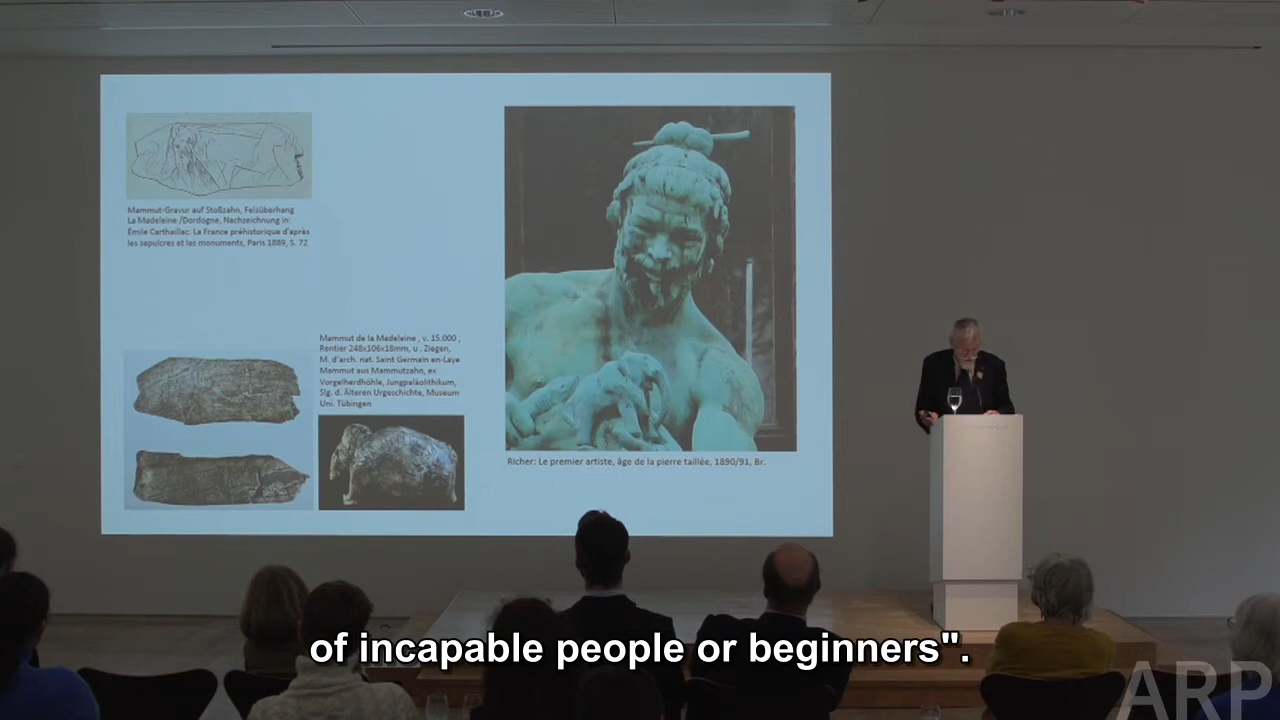 Mammut-Gravur auf Stoßzahn, Felsüberhang
La Madeleine /Dordogne, Nachzeichnung in:
Émile Carthaillac: La France préhistorique d'après
les sepulcres et les monuments, Paris 1889, S. 72
Mammut de la Madeleine , v. 15.000 ,
Rentier 248x106x18mm, u . Ziegen,
M. d'arch. nat. Saint Germain en-Laye
Mammut aus Mammutzahn, ex
Vorgelherdhöhle, Jungpaläolithikum,
Slg. d. Älteren Urgeschichte, Museum
Uni. Tübingen
Richer: Le premier artiste, âge de la pierre taillée, 1890/91, Br.
of incapable people or beginners".
ARP